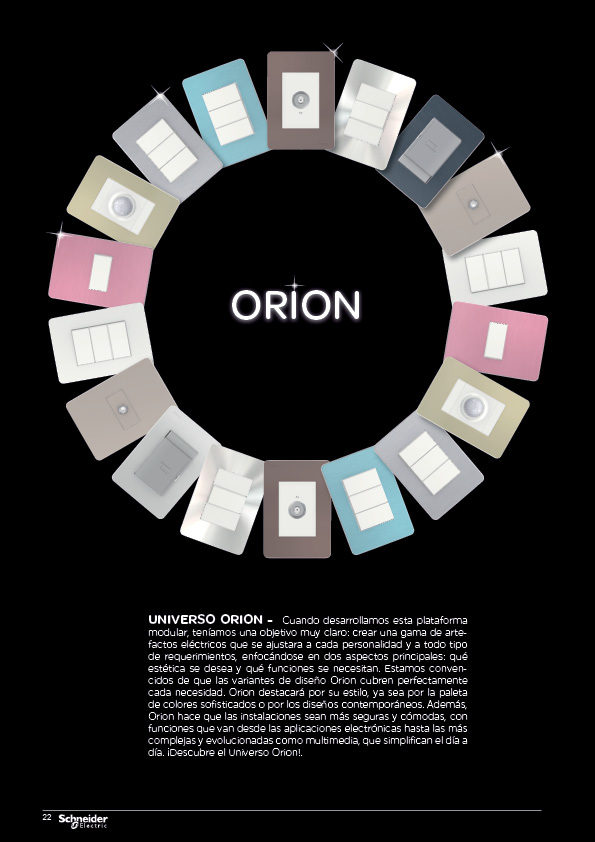 ORION
UNIVERSO ORION - Cuando desarrollamos esta plataforma
modular, teníamos una objetivo muy claro: crear una gama de arte-
factos eléctricos que se ajustara a cada personalidad y a todo tipo
de requerimientos, enfocándose en dos aspectos principales: qué
estética se desea y qué funciones se necesitan. Estamos conven-
cidos de que las variantes de diseño Orion cubren perfectamente
cada necesidad. Orion destacará por su estilo, ya sea por la paleta
de colores sofisticados o por los diseños contemporáneos. Además,
Orion hace que las instalaciones sean más seguras y cómodas, con
funciones que van desde las aplicaciones electrónicas hasta las más
complejas y evolucionadas como multimedia, que simplifican el día a
día. ¡Descubre el Universo Orion!.
22 Schneider
Electric